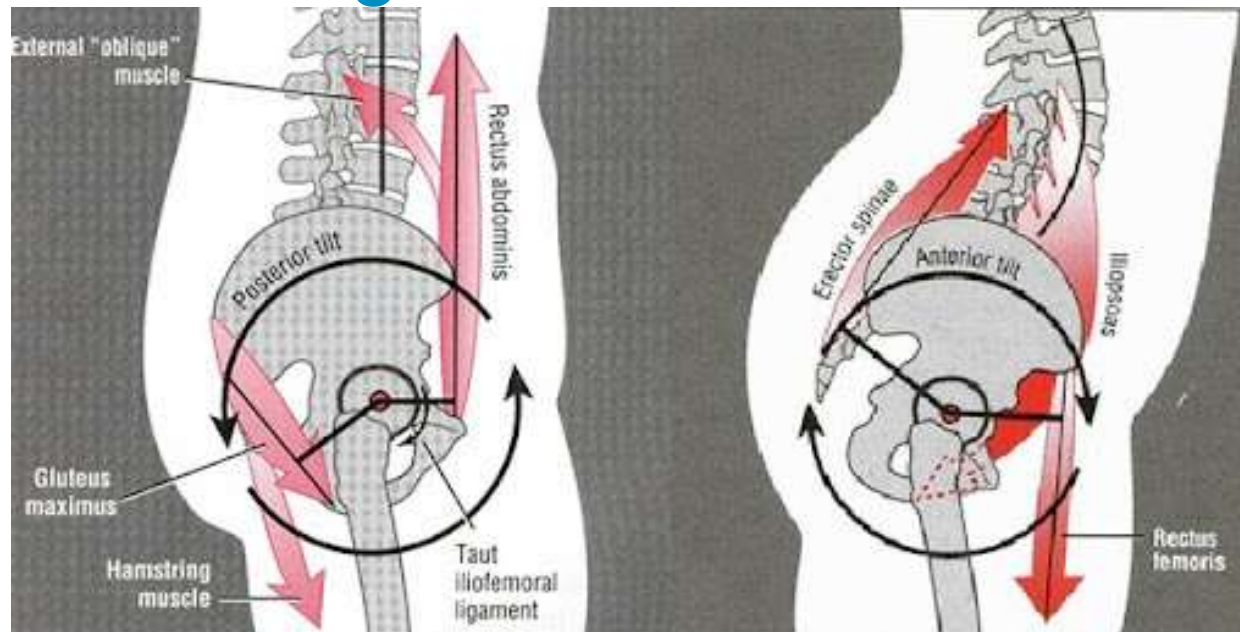 External "oblique"
muscle
Rectus abdominis
Posterior tilt
Gluteus
maximus
Hamstring
muscle
Taut
iliofemoral
ligament
Erector spinae
Anterior tilt
Iliopsoas
Rectus
femoris